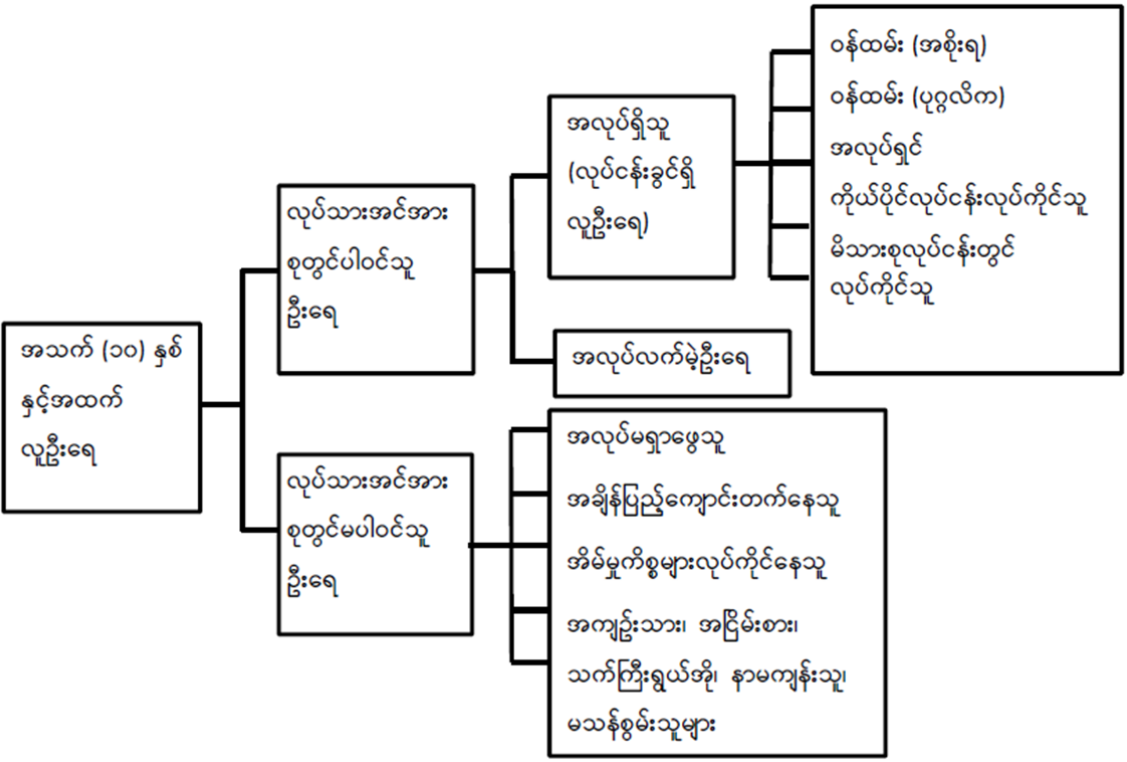 အသက် (၁၀) နှစ်
နှင့်အထက်
လူဦးရေ
လုပ်သားအင်အား
စုတွင်ပါဝင်သူ
ဦးရေ
အလုပ်ရှိသူ
(လုပ်ငန်းခွင်ရှိ
လူဦးရေ)
ဝန်ထမ်း (အစိုးရ)
ဝန်ထမ်း (ပုဂ္ဂလိက)
အလုပ်ရှင်
ကိုယ်ပိုင်လုပ်ငန်းလုပ်ကိုင်သူ
မိသားစုလုပ်ငန်းတွင်
လုပ်ကိုင်သူ
အလုပ်လက်မဲ့ဦးရေ
လုပ်သားအင်အား
စုတွင်မပါဝင်သူ
ဦးရေ
အလုပ်မရှာဖွေသူ
အချိန်ပြည့်ကျောင်းတက်နေသူ
အိမ်မှုကိစ္စများလုပ်ကိုင်နေသူ
အကျဉ်းသား၊ အငြိမ်းစား၊
သက်ကြီးရွယ်အို၊ နာမကျန်းသူ၊
မသန်စွမ်းသူများ